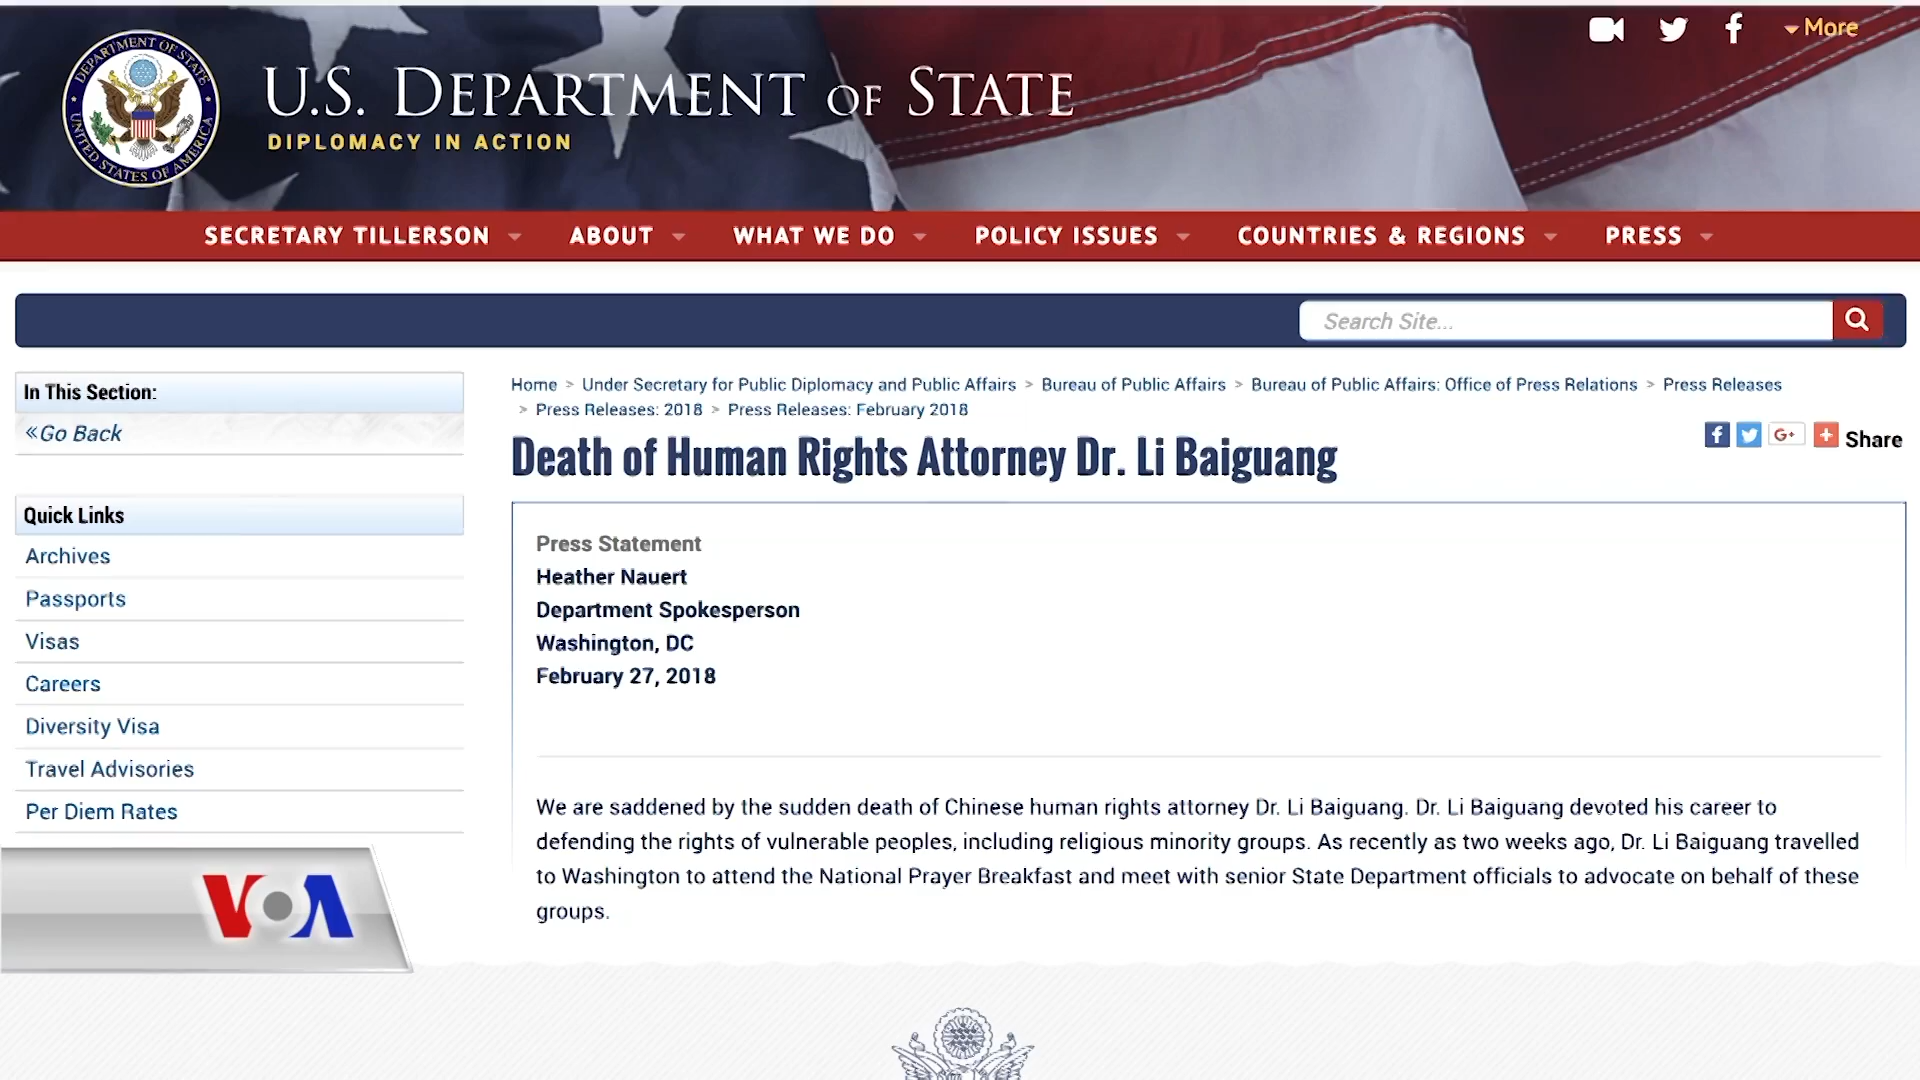 DEPARTMENT OF STATE
UNITED STATES OF AMERICA
U.S. DEPARTMENT OF STATE
DIPLOMACY IN ACTION
More
SECRETARY TILLERSON ABOUT WHAT WE DO POLICY ISSUES COUNTRIES & REGIONS PRESS
Search Site...
In This Section:
«Go Back
Quick Links
Archives
Passports
Visas
Careers
Diversity Visa
Travel Advisories
Per Diem Rates
VOA
Home > Under Secretary for Public Diplomacy and Public Affairs > Bureau of Public Affairs > Bureau of Public Affairs: Office of Press Relations > Press Releases
> Press Releases: 2018 > Press Releases: February 2018
Death of Human Rights Attorney Dr. Li Baiguang
f G+ + Share
Press Statement
Heather Nauert
Department Spokesperson
Washington, DC
February 27, 2018
We are saddened by the sudden death of Chinese human rights attorney Dr. Li Baiguang. Dr. Li Baiguang devoted his career to
defending the rights of vulnerable peoples, including religious minority groups. As recently as two weeks ago, Dr. Li Baiguang travelled
to Washington to attend the National Prayer Breakfast and meet with senior State Department officials to advocate on behalf of these
groups.